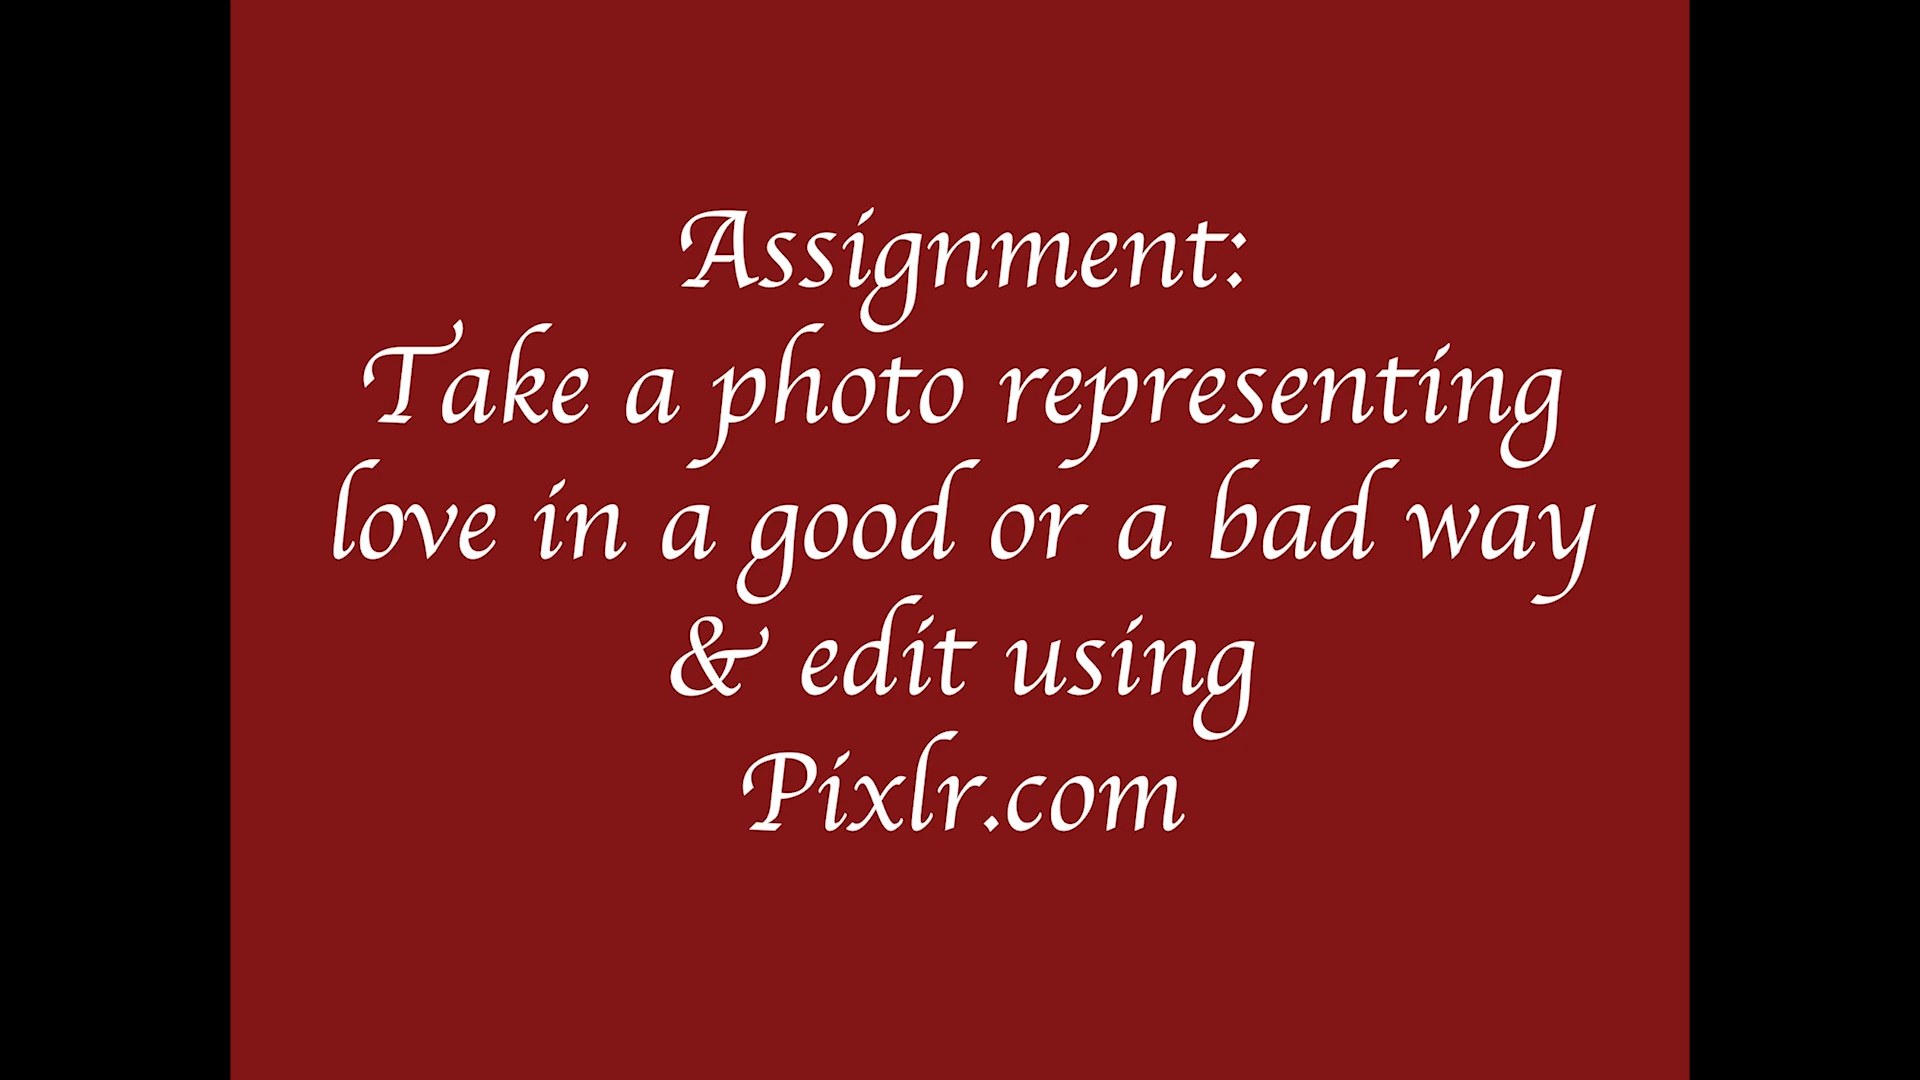 Assignment:
Take a photo representing
love in a good or a bad way
& edit using
Pixlr.com